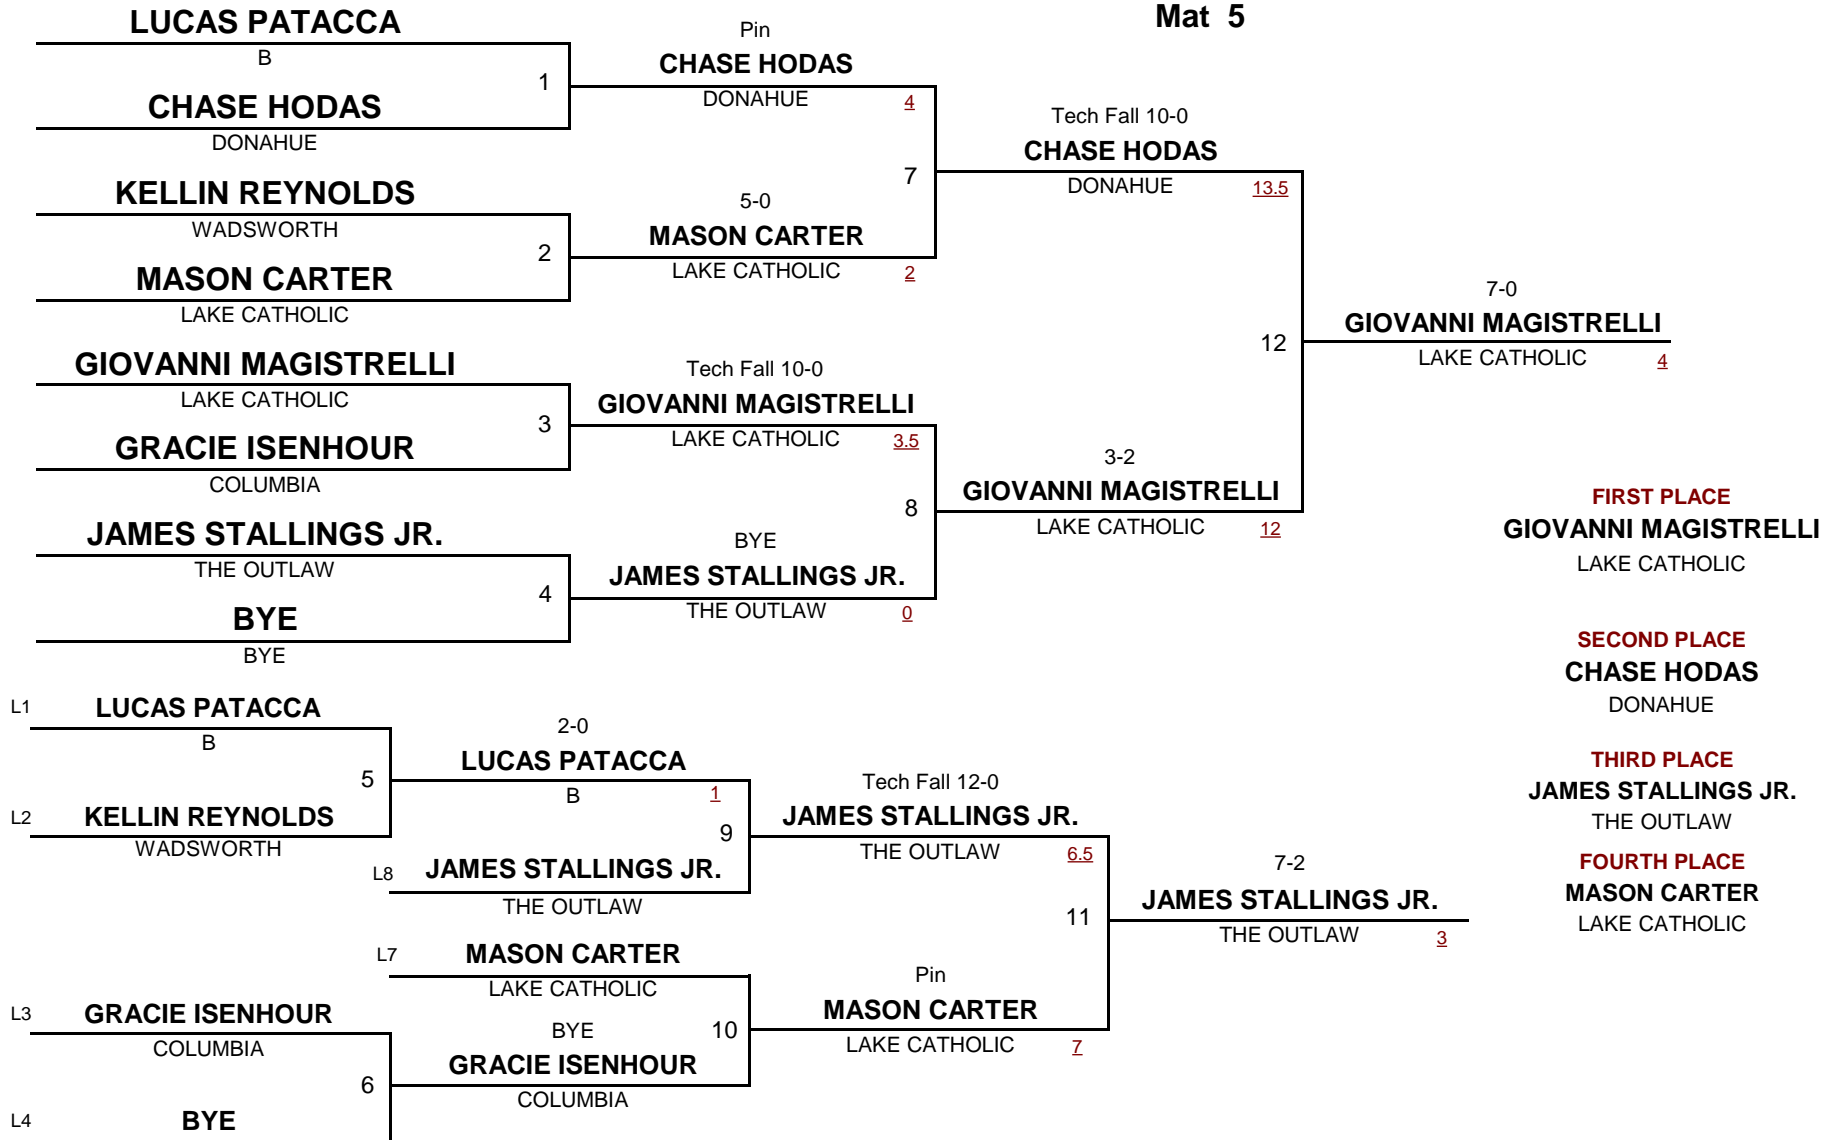 Mat 5
LUCAS PATACCA
B
1
CHASE HODAS
DONAHUE
KELLIN REYNOLDS
WADSWORTH
2
MASON CARTER
LAKE CATHOLIC
GIOVANNI MAGISTRELLI
LAKE CATHOLIC
3
GRACIE ISENHOUR
COLUMBIA
JAMES STALLINGS JR.
THE OUTLAW
4
BYE
BYE
Pin
CHASE HODAS
DONAHUE 4
7
5-0
MASON CARTER
LAKE CATHOLIC 2
Tech Fall 10-0
GIOVANNI MAGISTRELLI
LAKE CATHOLIC 3.5
8
BYE
JAMES STALLINGS JR.
THE OUTLAW 0
Tech Fall 10-0
CHASE HODAS
DONAHUE 13.5
12
3-2
GIOVANNI MAGISTRELLI
LAKE CATHOLIC 12
7-0
GIOVANNI MAGISTRELLI
LAKE CATHOLIC 4
FIRST PLACE
GIOVANNI MAGISTRELLI
LAKE CATHOLIC
SECOND PLACE
CHASE HODAS
DONAHUE
THIRD PLACE
JAMES STALLINGS JR.
THE OUTLAW
FOURTH PLACE
MASON CARTER
LAKE CATHOLIC
L1 LUCAS PATACCA
B
5
L2 KELLIN REYNOLDS
WADSWORTH
2-0
LUCAS PATACCA
B 1
9
L8 JAMES STALLINGS JR.
THE OUTLAW
L7 MASON CARTER
LAKE CATHOLIC
L3 GRACIE ISENHOUR
COLUMBIA
6
L4 BYE
BYE
10
GRACIE ISENHOUR
COLUMBIA
Tech Fall 12-0
JAMES STALLINGS JR.
THE OUTLAW 6.5
11
Pin
MASON CARTER
LAKE CATHOLIC 7
7-2
JAMES STALLINGS JR.
THE OUTLAW 3